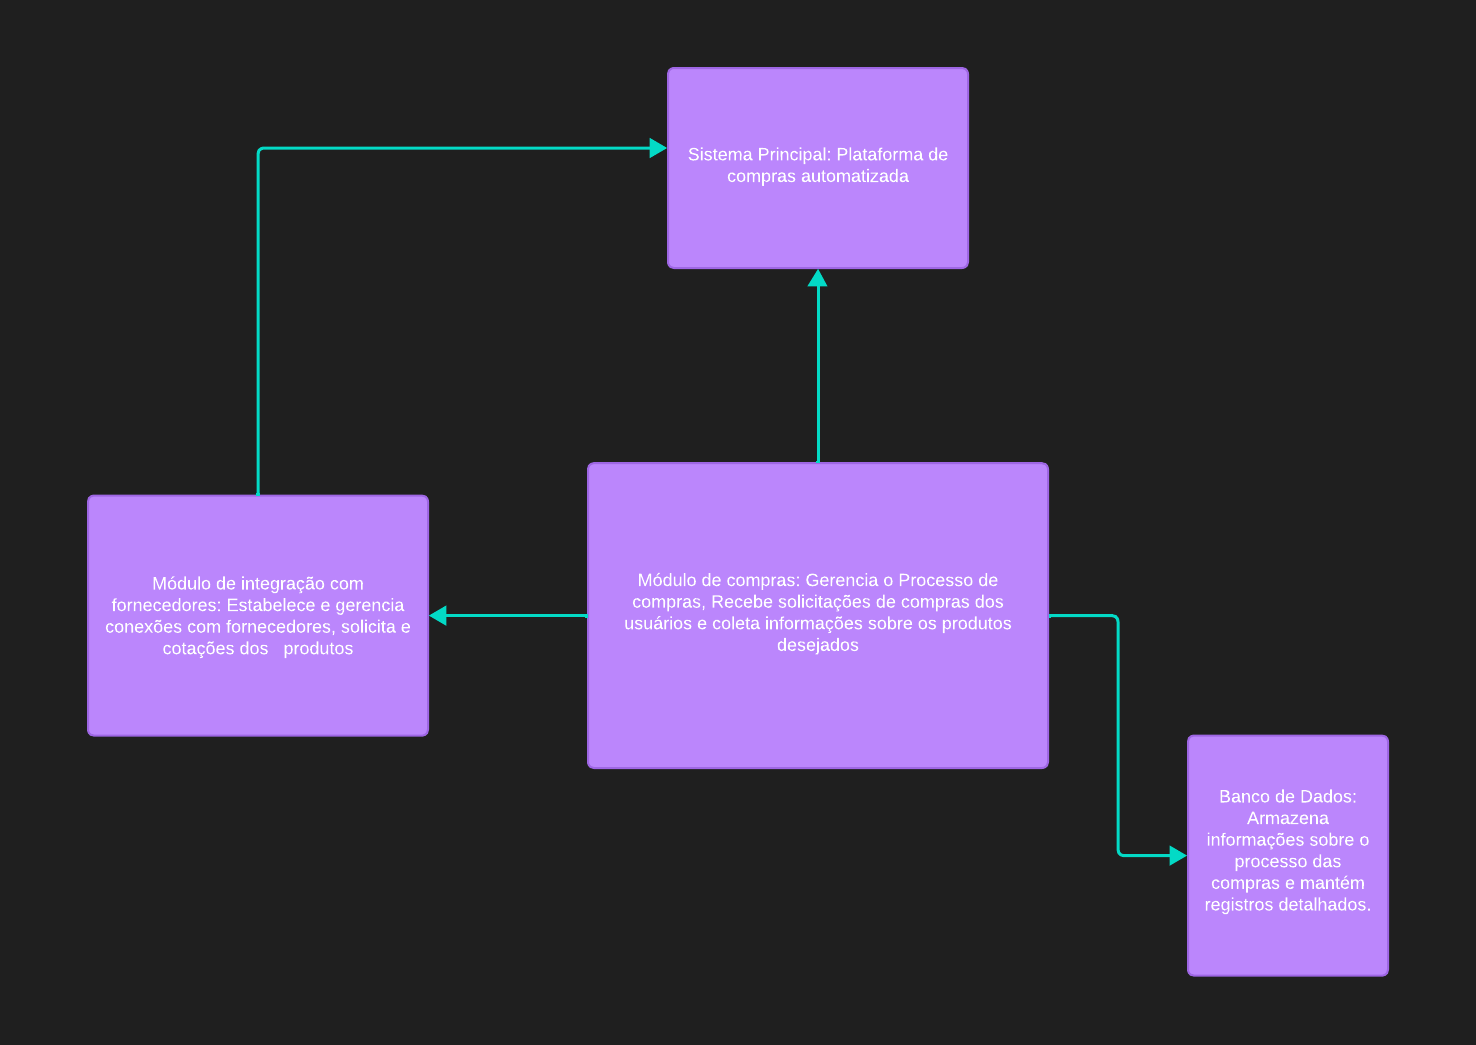 Sistema Principal: Plataforma de
compras automatizada
Módulo de integração com
fornecedores: Estabelece e gerencia
conexões com fornecedores, solicita e
cotações dos   produtos
Módulo de compras: Gerencia o Processo de
compras, Recebe solicitações de compras dos
usuários e coleta informações sobre os produtos
desejados
Banco de Dados:
Armazena
informações sobre o
processo das
compras e mantém
registros detalhados.